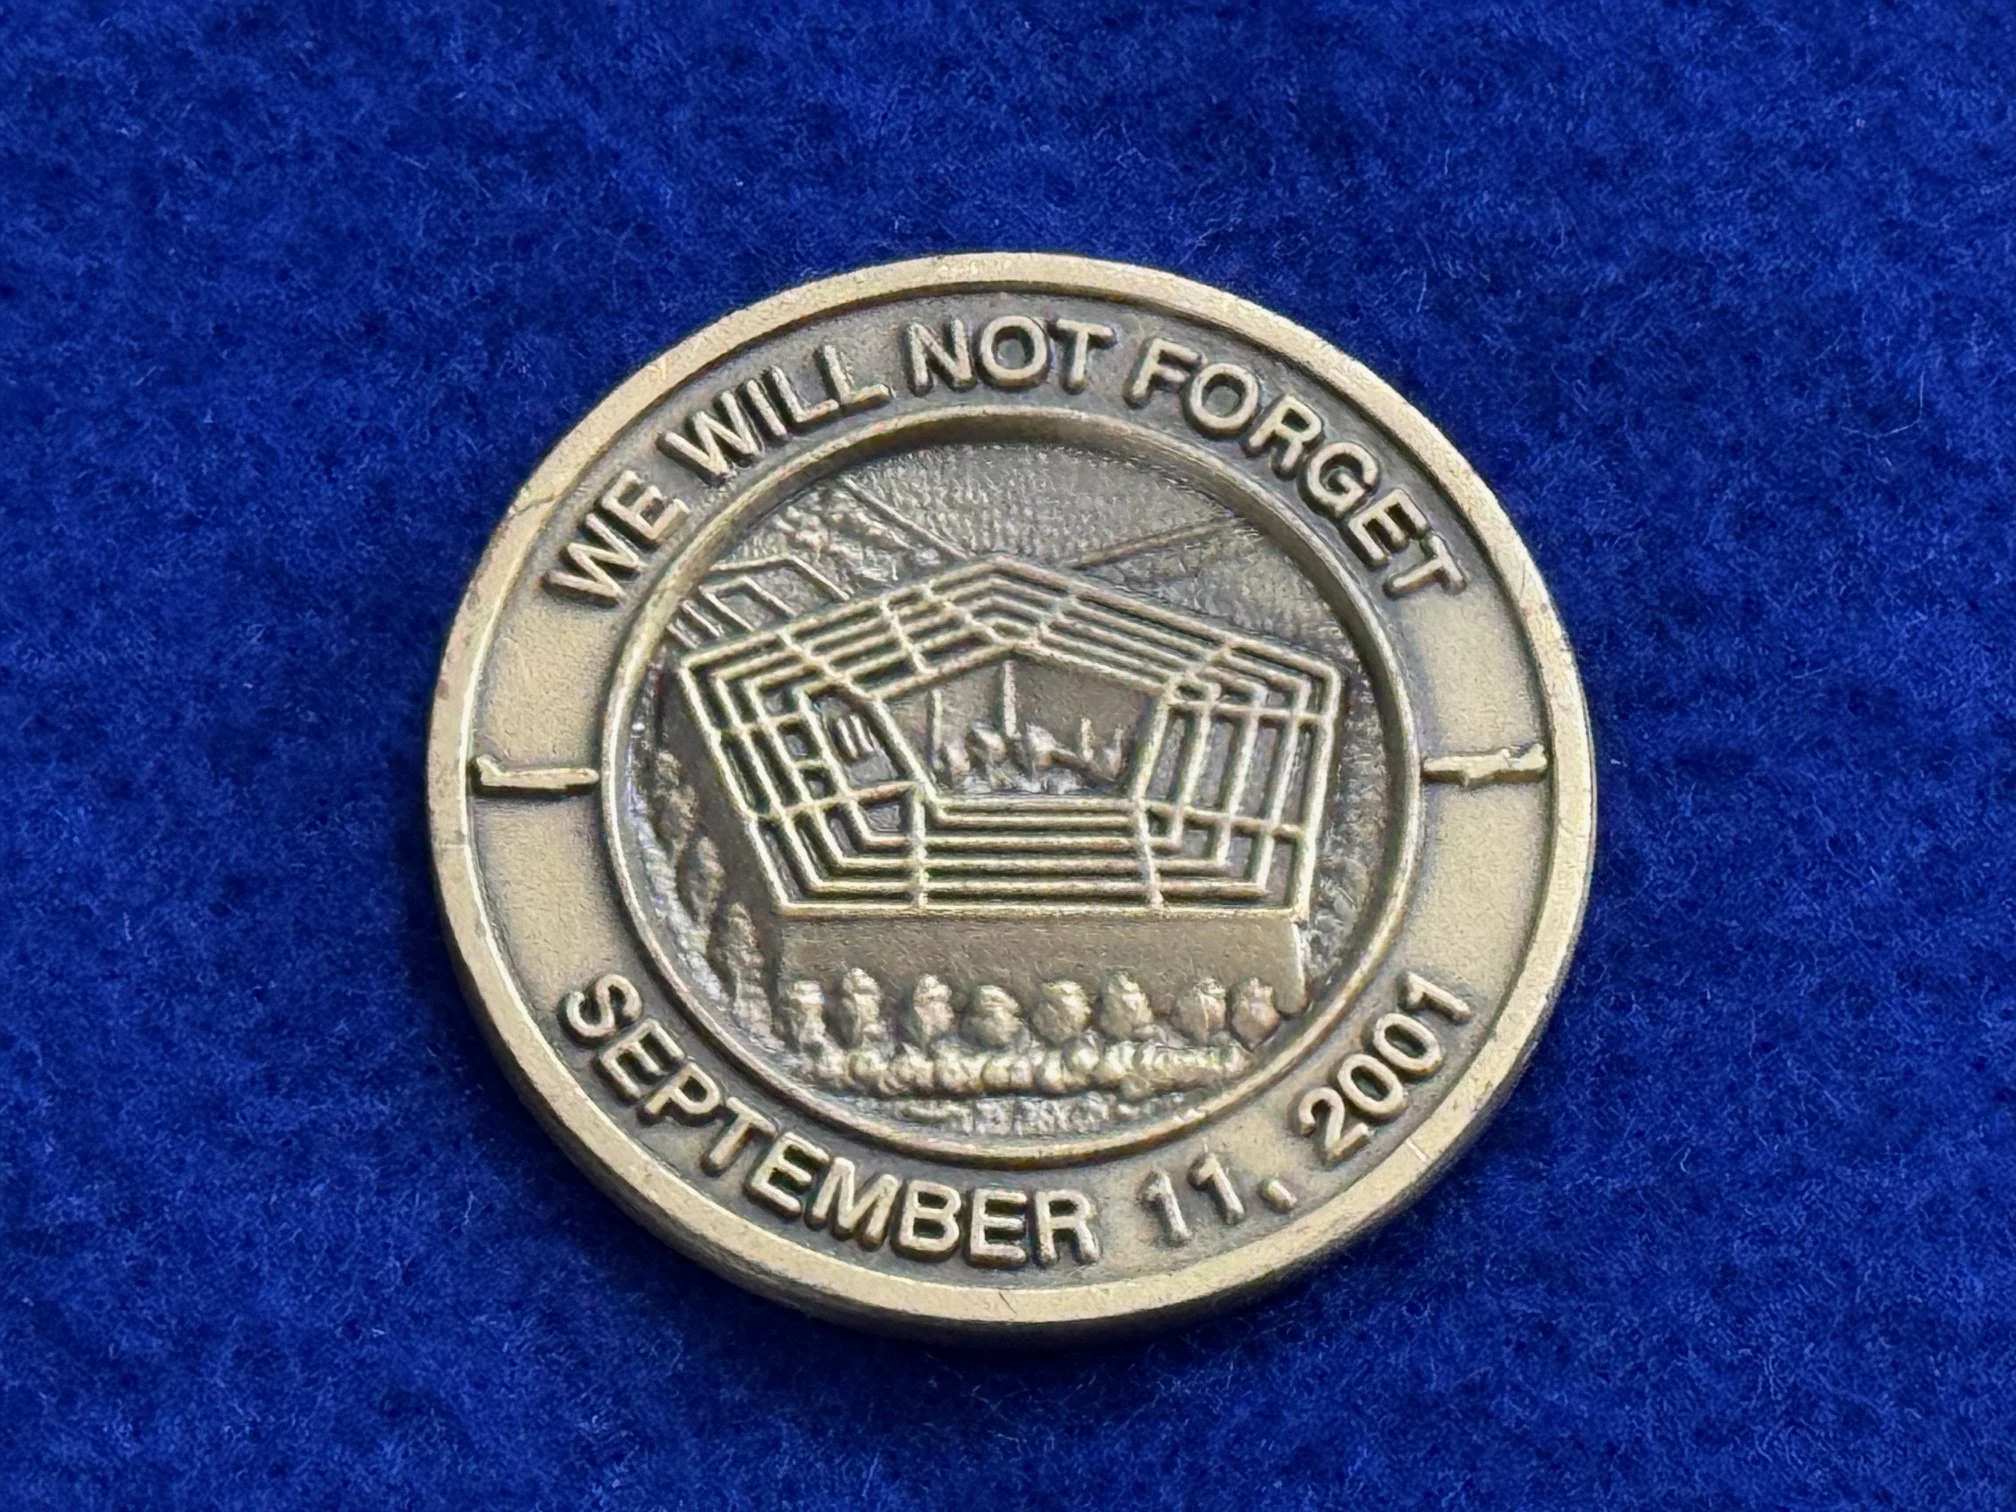 WE WILL NOT FORGET
SEPTEMBER 11, 2001